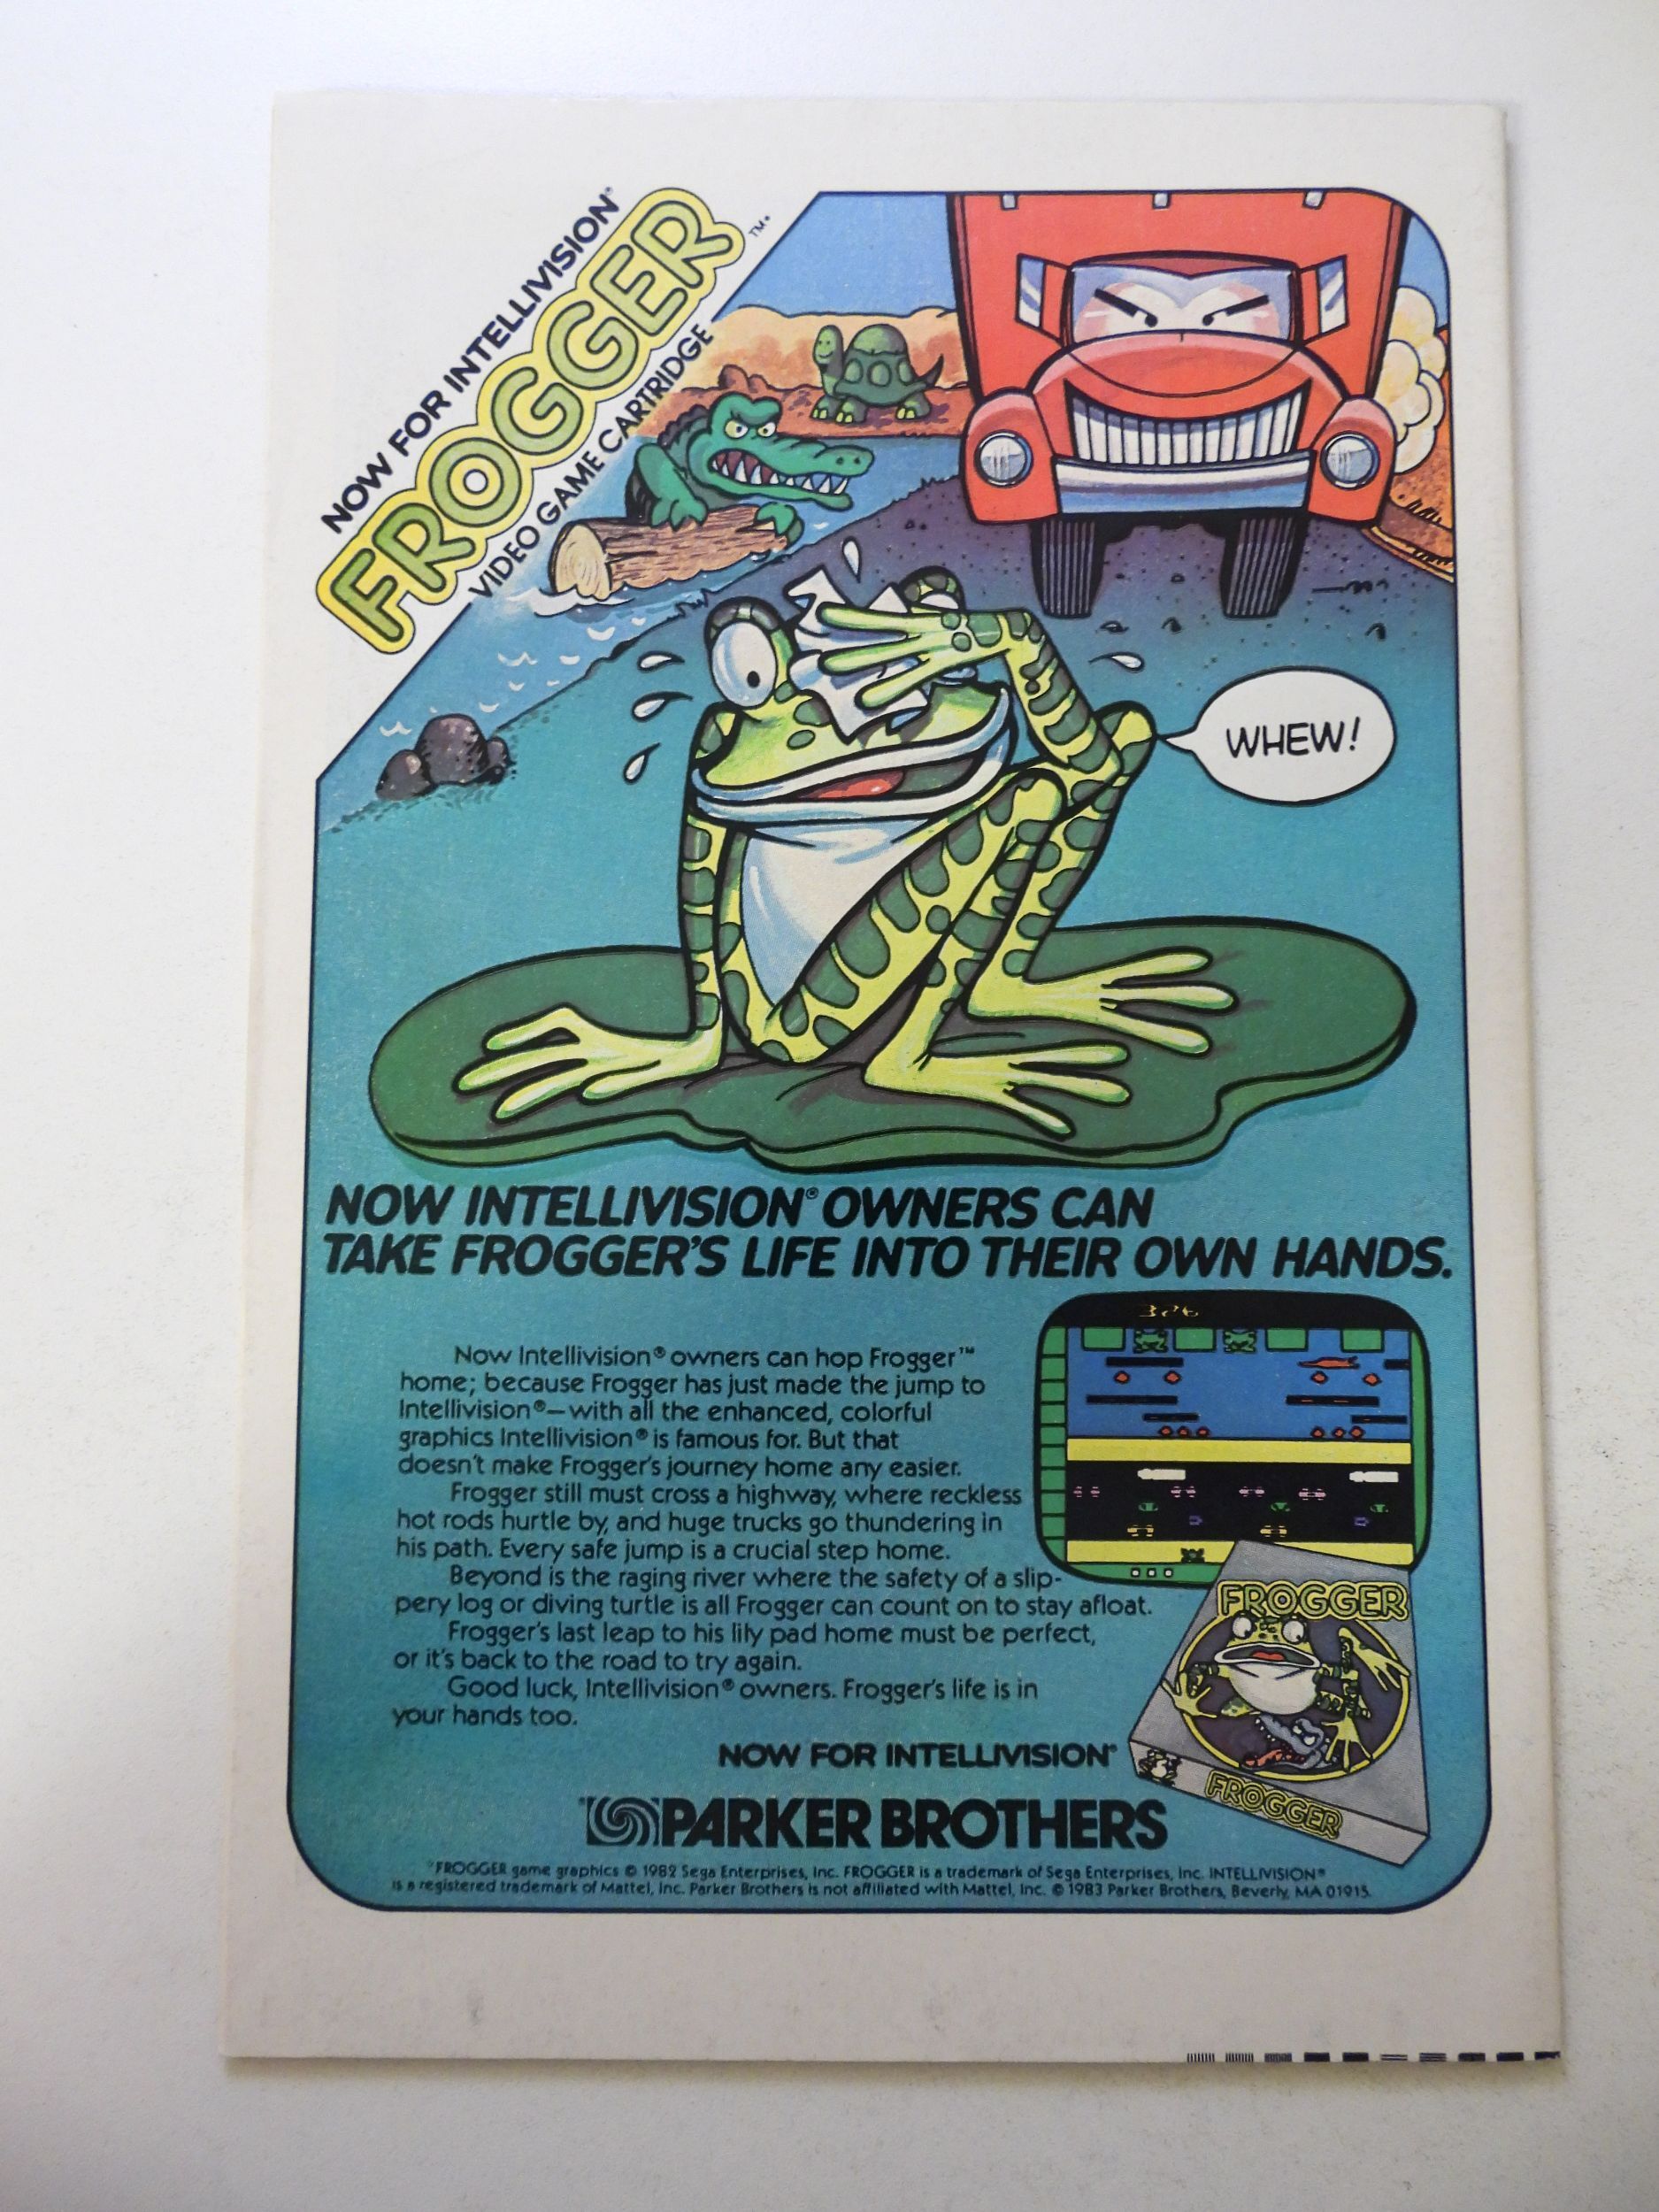 NOW FOR INTELLIVISION®
FROGGER™.
VIDEO GAME CARTRIDGE
WHEW!
NOW INTELLIVISION® OWNERS CAN
TAKE FROGGER'S LIFE INTO THEIR OWN HANDS.
Now Intellivision® owners can hop Frogger™
home; because Frogger has just made the jump to
Intellivision®—with all the enhanced, colorful
graphics Intellivision® is famous for. But that
doesn't make Frogger's journey home any easier.
Frogger still must cross a highway, where reckless
hot rods hurtle by, and huge trucks go thundering in
his path. Every safe jump is a crucial step home.
Beyond is the raging river where the safety of a slip-
pery log or diving turtle is all Frogger can count on to stay afloat.
Frogger's last leap to his lily pad home must be perfect,
or it's back to the road to try again.
Good luck, Intellivision® owners. Frogger's life is in
your hands too.
326
FROGGER
FROGGER
NOW FOR INTELLIVISION®
PARKER BROTHERS
"FROGGER game graphics © 1982 Sega Enterprises, Inc. FROGGER is a trademark of Sega Enterprises, Inc. INTELLIVISION®
is a registered trademark of Mattel, Inc. Parker Brothers is not affiliated with Mattel, Inc. © 1983 Parker Brothers, Beverly, MA 01915.